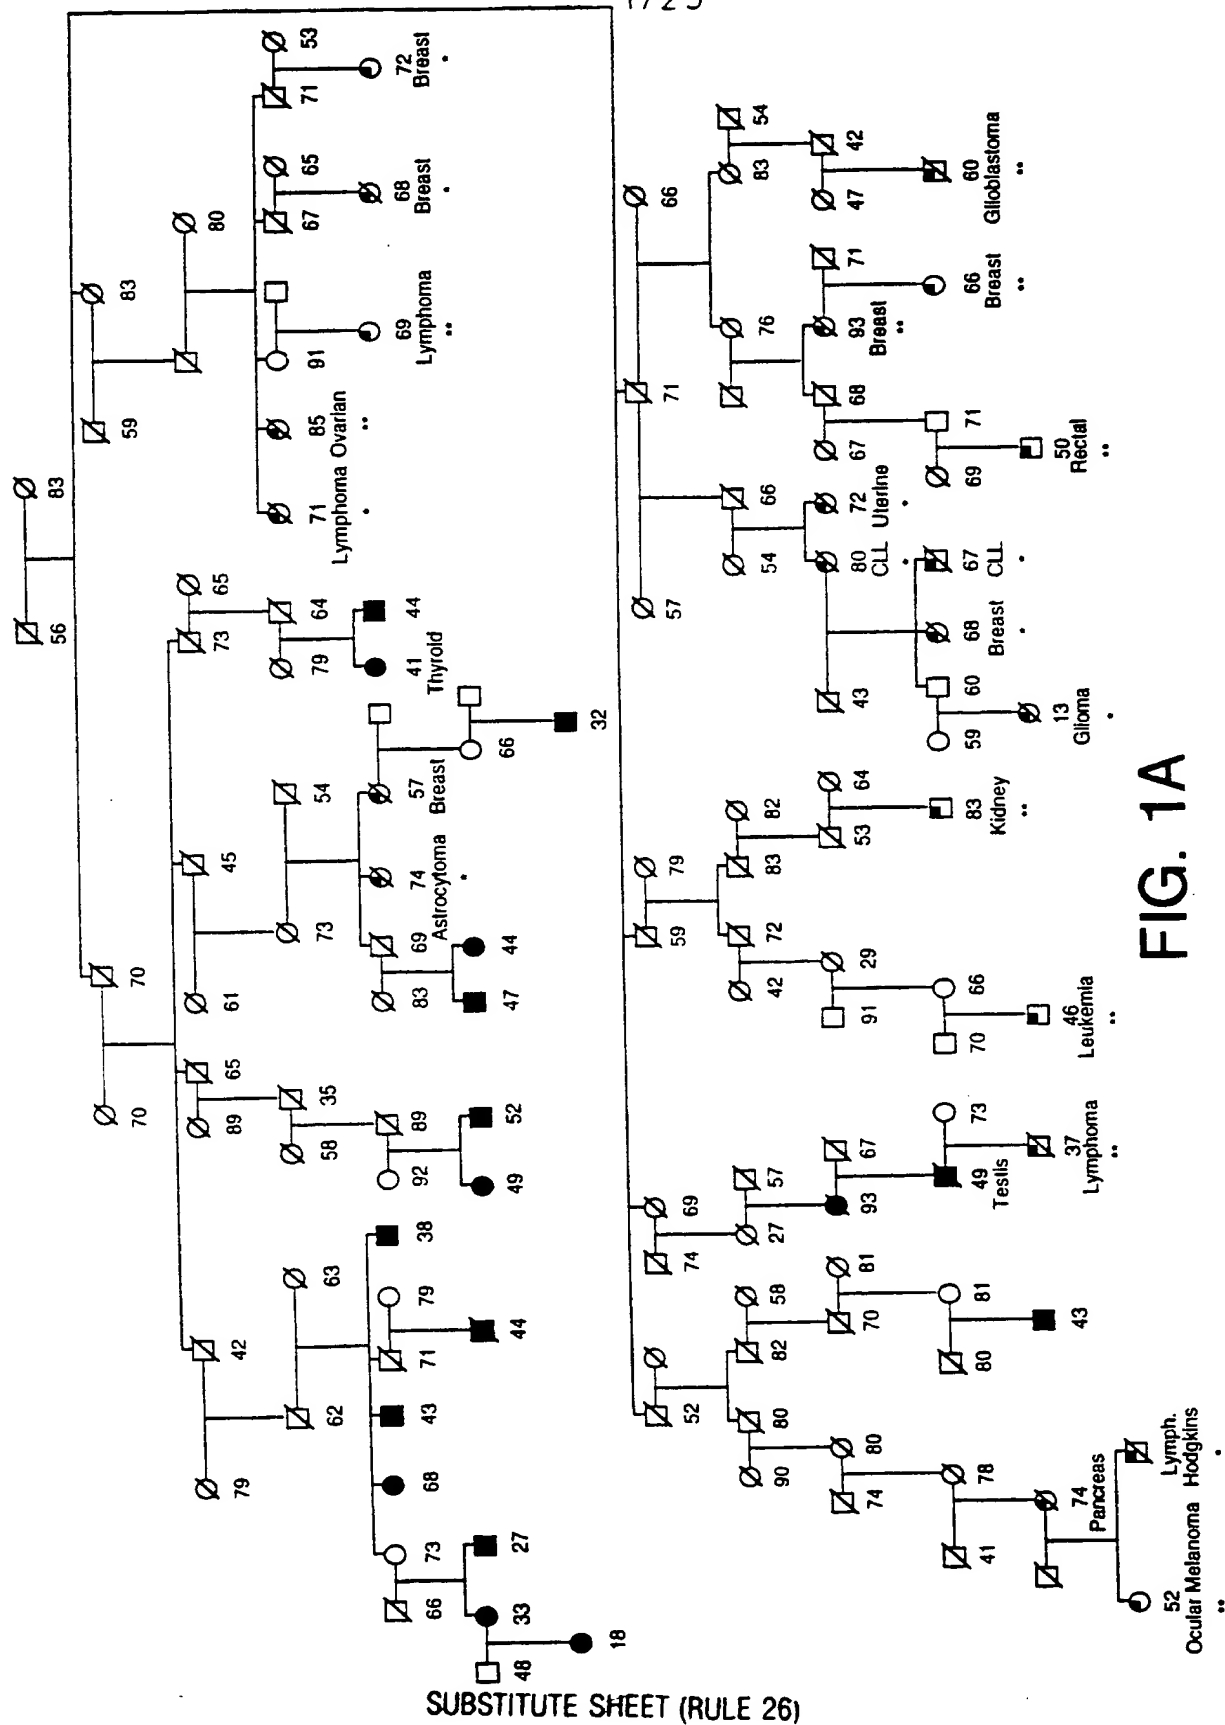 1/25
56 83
70 70 59 83
79 42 89 65 61 45 73 65 80
62 63 58 35 73 54 79 64 71 85 91 67 65 71 53
Lymphoma Ovarian
66 73 68 43 71 79 38 92 89 83 69 74 57 41 44 69 68 72
Astrocytoma Breast Thyroid Lymphoma Breast Breast
48 33 27 44 49 52 47 44 66
18 32
52 74 69 59 79 57 71 66
90 80 82 58 27 57 42 72 83 82 54 66 76 83 54
74 80 70 81 93 67 91 29 53 64 43 80 72 67 68 93 71 47 42
CLL Uterine Breast
41 78 80 81 49 73 70 66 83 59 60 68 67 69 71 66 60
Testis Kidney Breast CLL Breast Glioblastoma
74 43 37 46 13 50
Pancreas Lymphoma Leukemia Glioma Rectal
52 Lymph.
Ocular Melanoma Hodgkins
FIG. 1A
SUBSTITUTE SHEET (RULE 26)